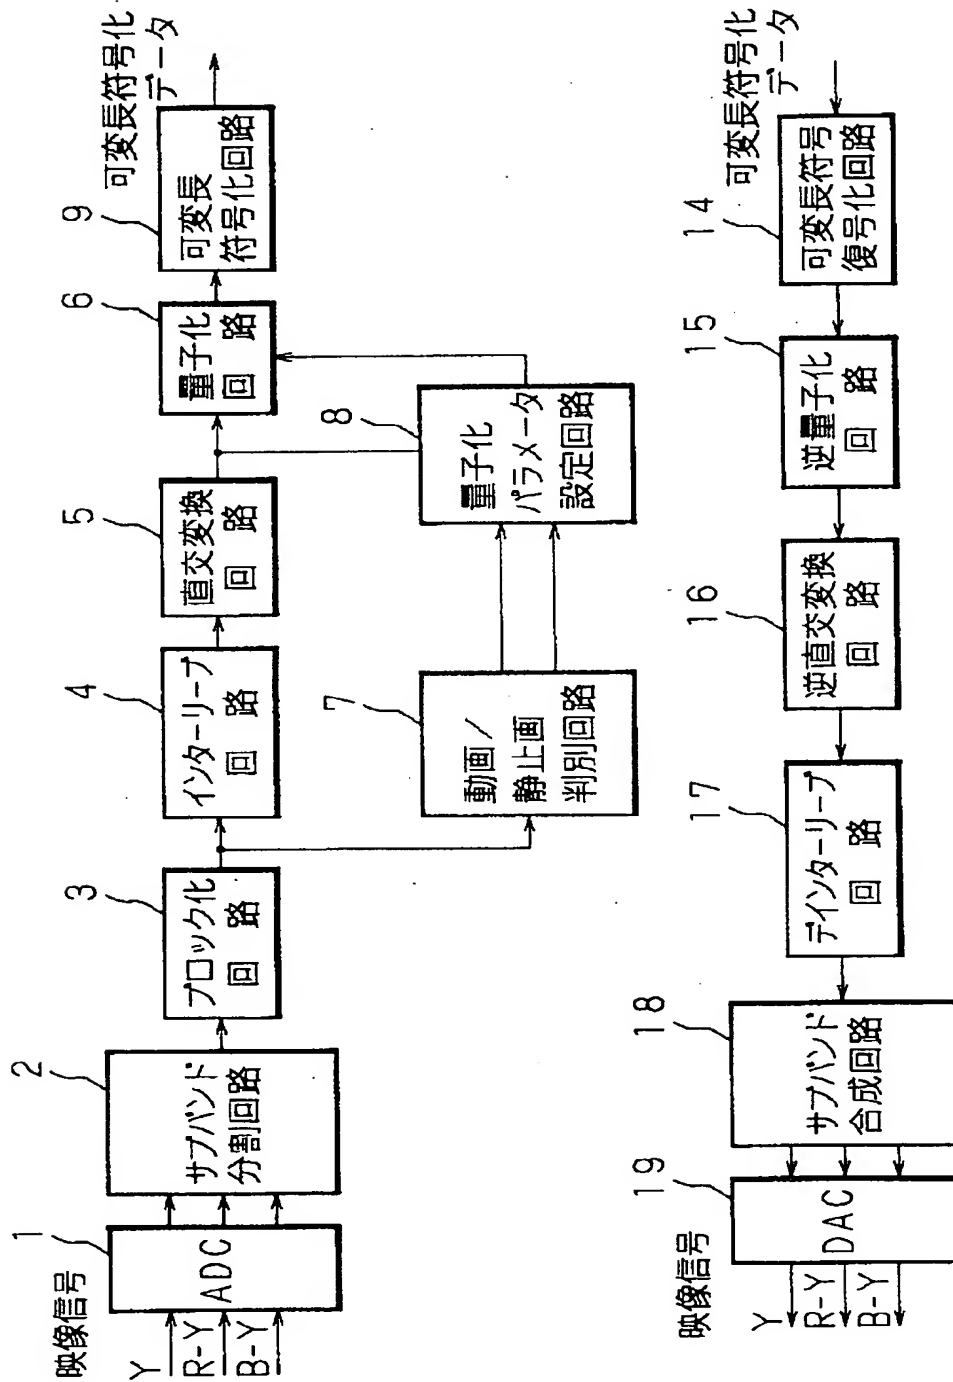 映像信号
Y
R-Y
B-Y
1
ADC
2
サブバンド
分割回路
3
ブロック化
回路
4
インターリーブ
回路
5
直交変換
回路
6
量子化
回路
7
動画/
静止画
判別回路
8
量子化
パラメータ
設定回路
9
可変長
符号化回路
可変長符号化
データ
映像信号
Y
R-Y
B-Y
19
DAC
18
サブバンド
合成回路
17
デインターリーブ
回路
16
逆直交変換
回路
15
逆量子化
回路
14
可変長符号
復号化回路
可変長符号化
データ